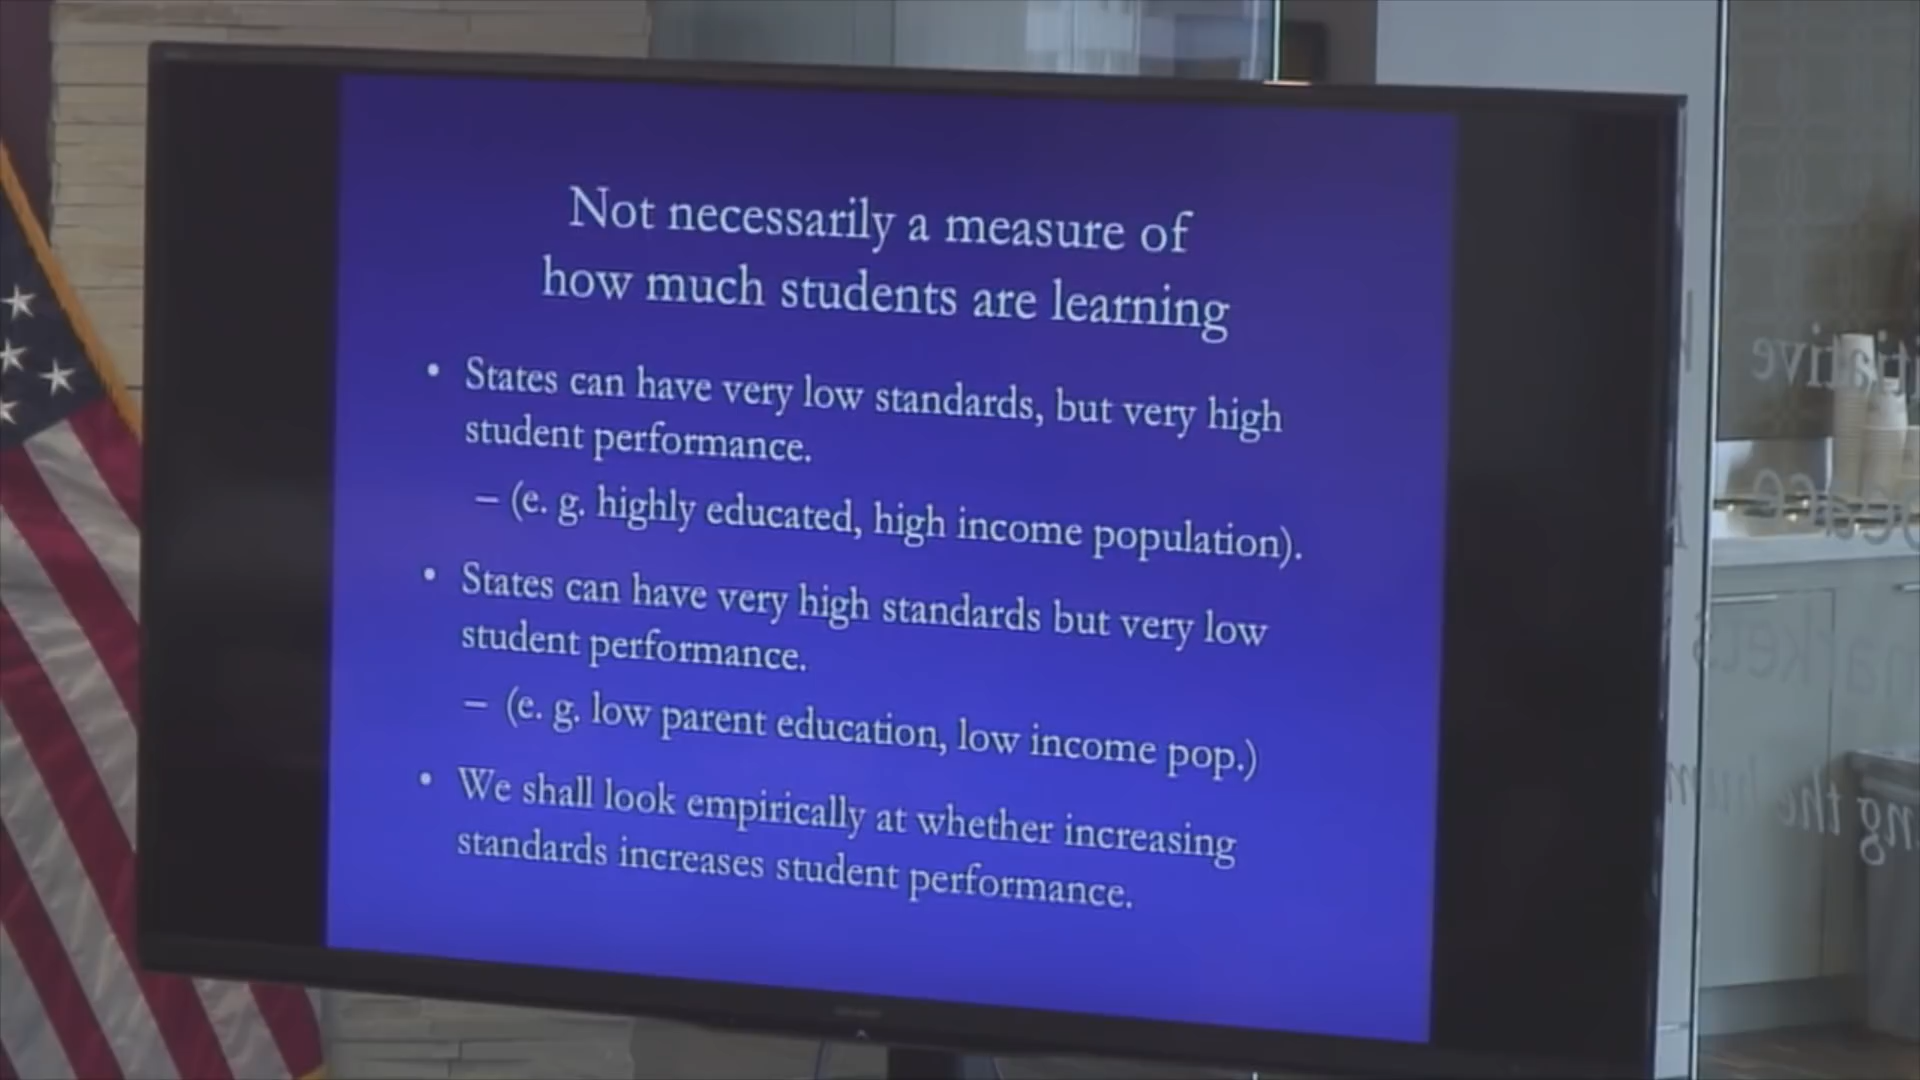 Not necessarily a measure of
how much students are learning
• States can have very low standards, but very high
student performance.
– (e. g. highly educated, high income population).
• States can have very high standards but very low
student performance.
– (e. g. low parent education, low income pop.)
• We shall look empirically at whether increasing
standards increases student performance.